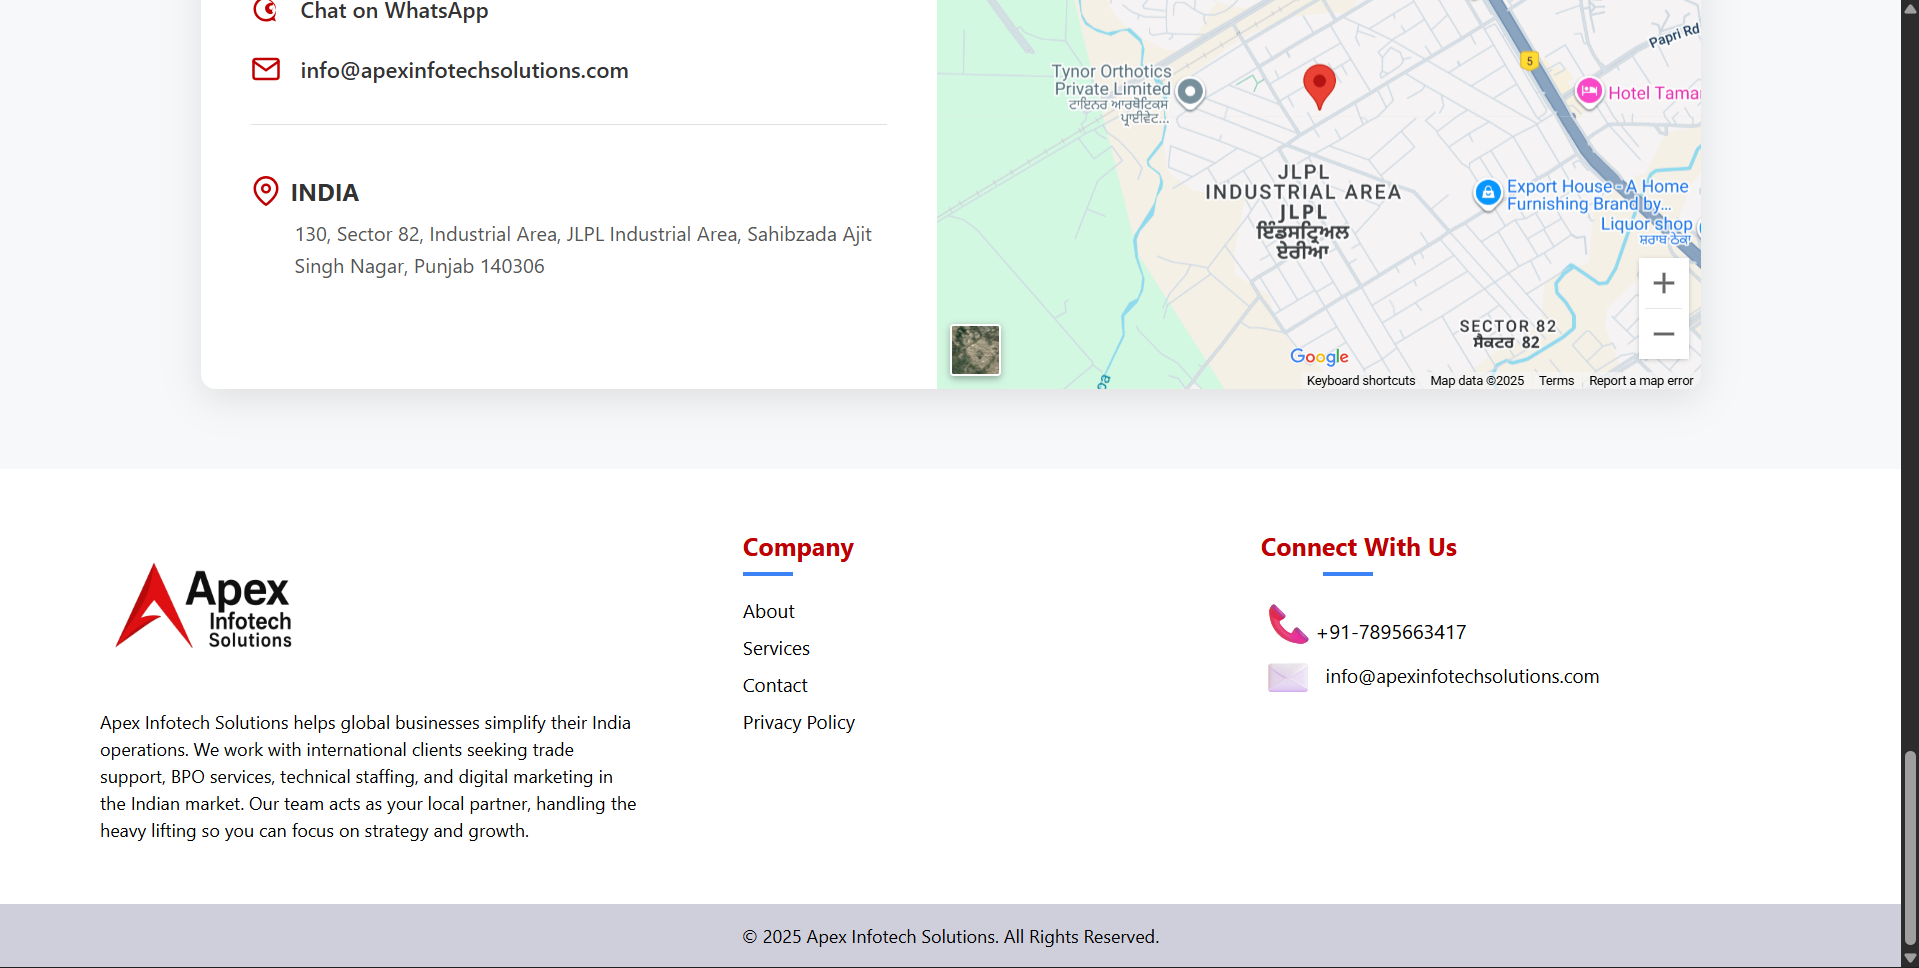 Chat on WhatsApp
info@apexinfotechsolutions.com
INDIA
130, Sector 82, Industrial Area, JLPL Industrial Area, Sahibzada Ajit
Singh Nagar, Punjab 140306
Papri Rd
5
Tynor Orthotics
Private Limited
ਟਾਇਨਰ ਆਰਥੋਟਿਕਸ
ਪ੍ਰਾਈਵੇਟ...
Hotel Tama
JLPL
INDUSTRIAL AREA
JLPL
ਇੰਡਸਟ੍ਰਿਅਲ
ਏਰੀਆ
Export House - A Home
Furnishing Brand by...
Liquor shop
ਸ਼ਰਾਬ ਠੇਕਾ
SECTOR 82
ਸੈਕਟਰ 82
Google
Keyboard shortcuts Map data ©2025 Terms Report a map error
Apex
Infotech
Solutions
Apex Infotech Solutions helps global businesses simplify their India
operations. We work with international clients seeking trade
support, BPO services, technical staffing, and digital marketing in
the Indian market. Our team acts as your local partner, handling the
heavy lifting so you can focus on strategy and growth.
Company
About
Services
Contact
Privacy Policy
Connect With Us
+91-7895663417
info@apexinfotechsolutions.com
© 2025 Apex Infotech Solutions. All Rights Reserved.